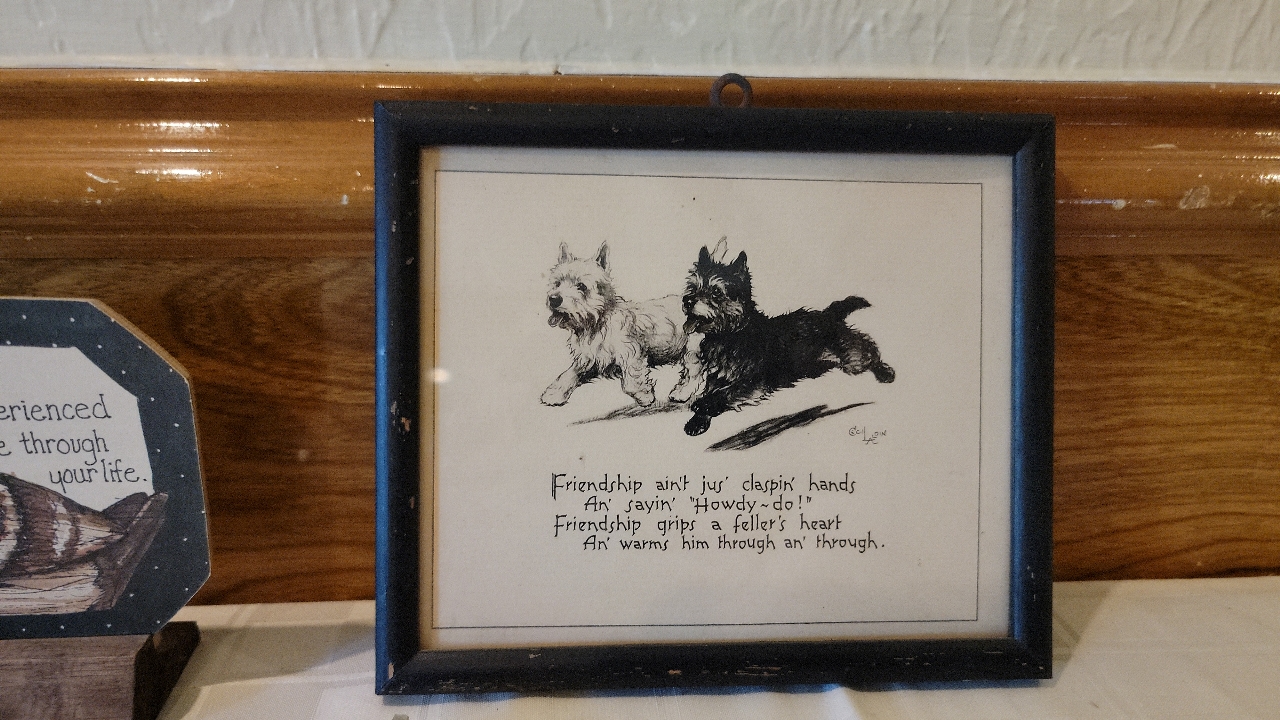 erienced
e through
your life.
Friendship ain't jus' claspin' hands
An' sayin' "Howdy~do!"
Friendship grips a feller's heart
An' warms him through an' through.